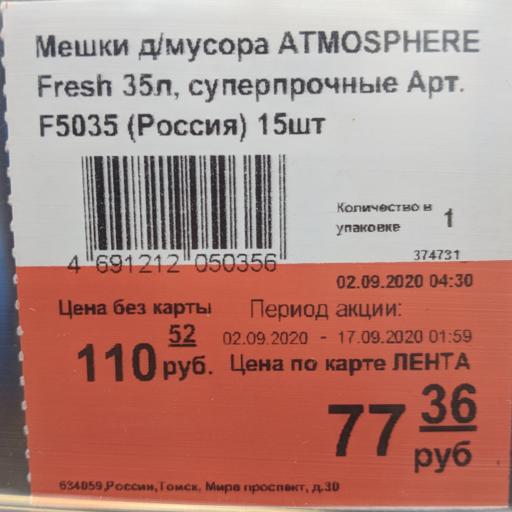 Мешки д/мусора ATMOSPHERE
Fresh 35л, суперпрочные Арт.
F5035 (Россия) 15шт
Количество в
упаковке 1
374731
4 691212 050356
02.09.2020 04:30
Цена без карты
Период акции:
110 52 руб.
02.09.2020 - 17.09.2020 01:59
Цена по карте ЛЕНТА
77 36 руб
634059,Россия,Томск, Мира проспект, д.30